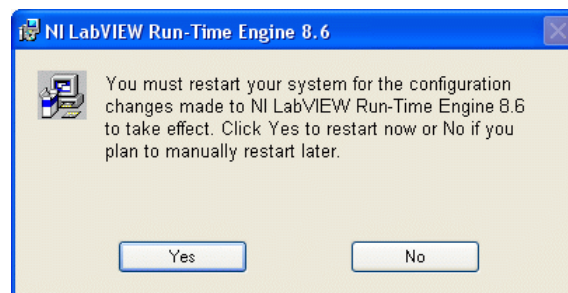 NI LabVIEW Run-Time Engine 8.6
You must restart your system for the configuration
changes made to NI LabVIEW Run-Time Engine 8.6
to take effect. Click Yes to restart now or No if you
plan to manually restart later.
Yes
No